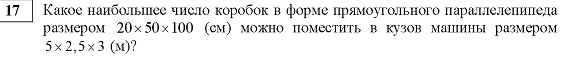 17 Какое наибольшее число коробок в форме прямоугольного параллелепипеда
размером 20×50×100 (см) можно поместить в кузов машины размером
5×2,5×3 (м)?